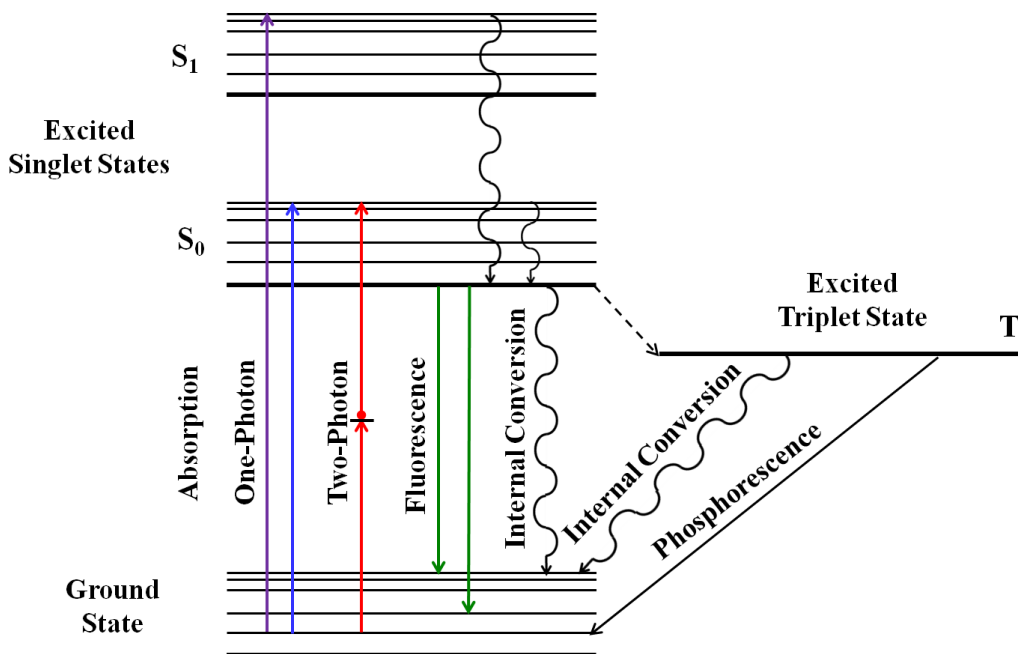 S₁
Excited
Singlet States
S₀
Excited
Triplet State
T
Absorption
One-Photon
Two-Photon
Fluorescence
Internal Conversion
Internal Conversion
Phosphorescence
Ground
State